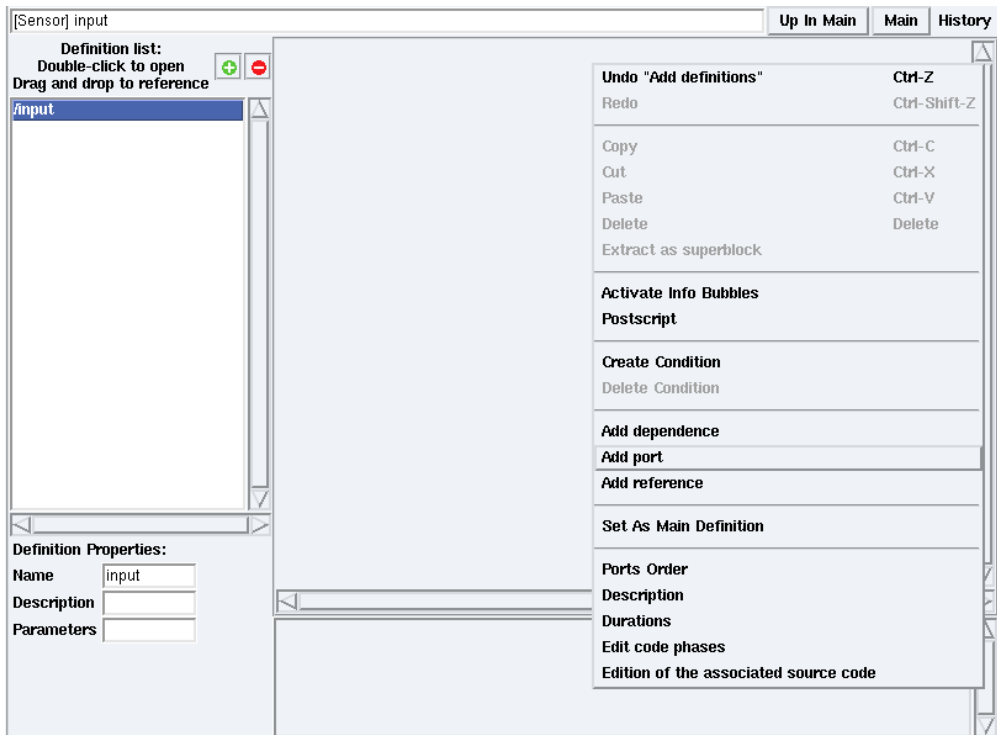 [Sensor] input
Up In Main
Main
History
Definition list:
Double-click to open
Drag and drop to reference
/input
Undo "Add definitions" Ctrl-Z
Redo Ctrl-Shift-Z
Copy Ctrl-C
Cut Ctrl-X
Paste Ctrl-V
Delete Delete
Extract as superblock
Activate Info Bubbles
Postscript
Create Condition
Delete Condition
Add dependence
Add port
Add reference
Set As Main Definition
Ports Order
Description
Durations
Edit code phases
Edition of the associated source code
Definition Properties:
Name input
Description
Parameters